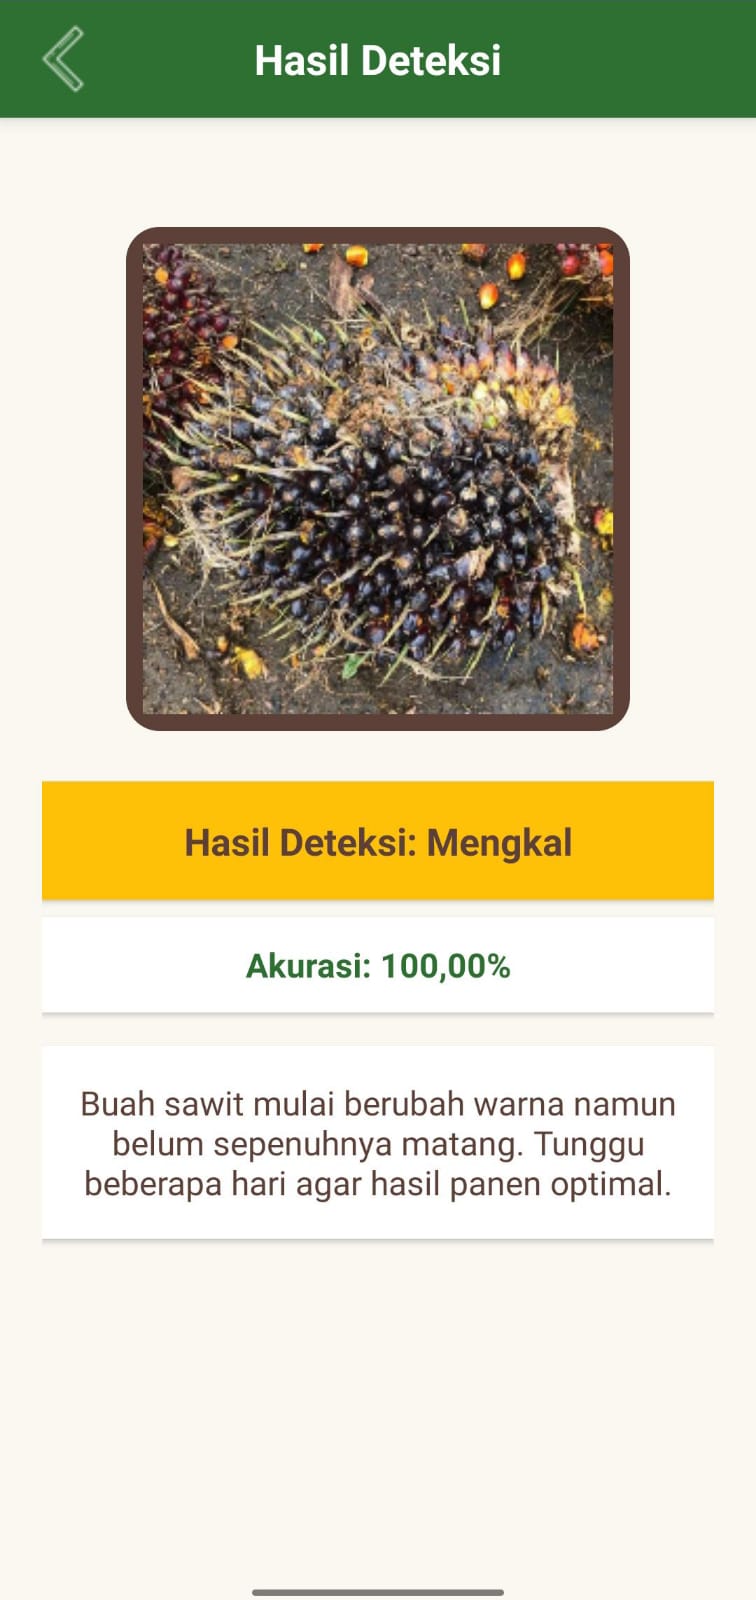 Hasil Deteksi
Hasil Deteksi: Mengkal
Akurasi: 100,00%
Buah sawit mulai berubah warna namun
belum sepenuhnya matang. Tunggu
beberapa hari agar hasil panen optimal.